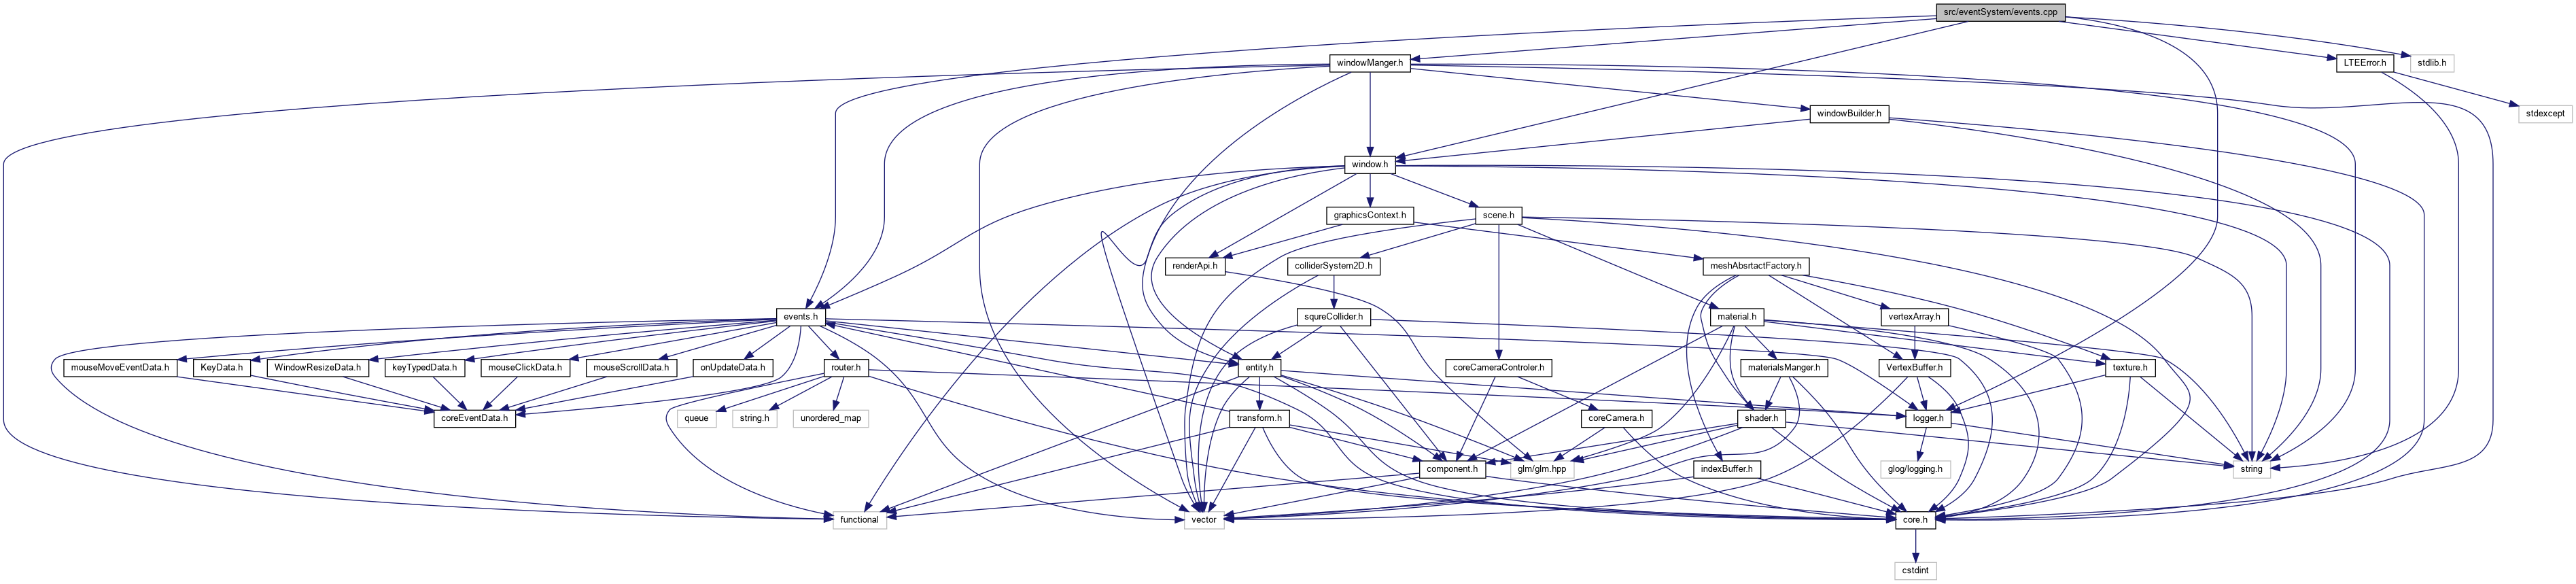 src/eventSystem/events.cpp
windowManger.h
LTEError.h
stdlib.h
windowBuilder.h
stdexcept
window.h
graphicsContext.h
scene.h
renderApi.h
colliderSystem2D.h
meshAbsrtactFactory.h
events.h
squreCollider.h
material.h
vertexArray.h
mouseMoveEventData.h
KeyData.h
WindowResizeData.h
keyTypedData.h
mouseClickData.h
mouseScrollData.h
onUpdateData.h
router.h
entity.h
coreCameraControler.h
materialsManger.h
VertexBuffer.h
texture.h
coreEventData.h
queue
string.h
unordered_map
transform.h
coreCamera.h
shader.h
logger.h
component.h
glm/glm.hpp
indexBuffer.h
glog/logging.h
string
functional
vector
core.h
cstdint